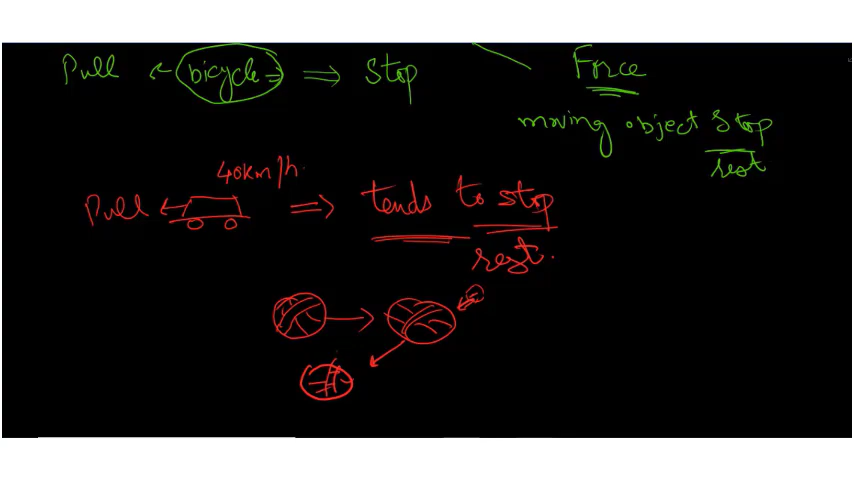 Pull ← bicycle ⇒ Stop
Force
moving object stop
rest
40km/h
Pull ← ⇒ tends to stop
rest.